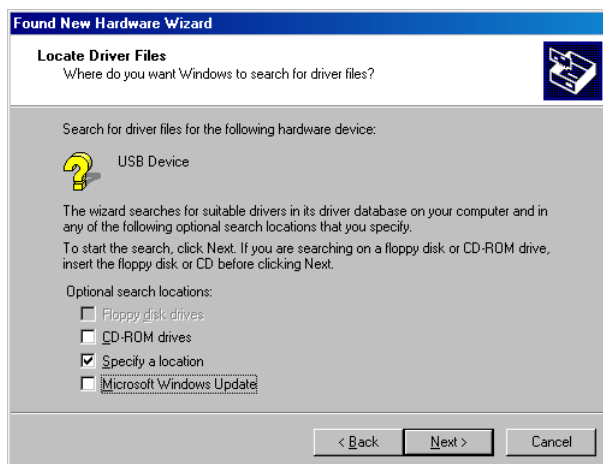 Found New Hardware Wizard
Locate Driver Files
Where do you want Windows to search for driver files?
Search for driver files for the following hardware device:
USB Device
The wizard searches for suitable drivers in its driver database on your computer and in
any of the following optional search locations that you specify.
To start the search, click Next. If you are searching on a floppy disk or CD-ROM drive,
insert the floppy disk or CD before clicking Next.
Optional search locations:
Floppy disk drives
CD-ROM drives
Specify a location
Microsoft Windows Update
< Back
Next >
Cancel